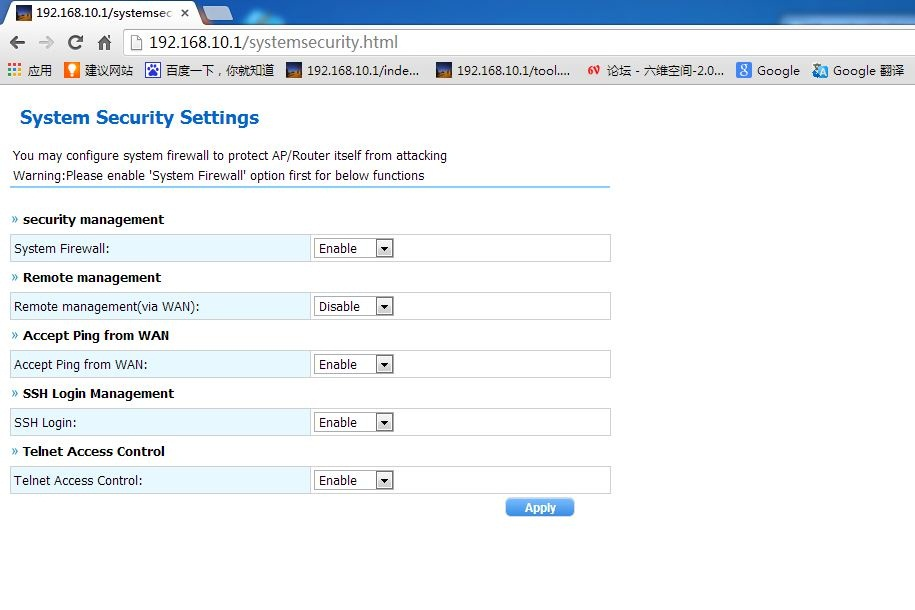 192.168.10.1/systemsec
192.168.10.1/systemsecurity.html
应用 建议网站 百度一下，你就知道 192.168.10.1/inde... 192.168.10.1/tool.... 6V 论坛 - 六维空间-2.0... 8 Google Google 翻译
System Security Settings
You may configure system firewall to protect AP/Router itself from attacking
Warning:Please enable 'System Firewall' option first for below functions
» security management
System Firewall: Enable
» Remote management
Remote management(via WAN): Disable
» Accept Ping from WAN
Accept Ping from WAN: Enable
» SSH Login Management
SSH Login: Enable
» Telnet Access Control
Telnet Access Control: Enable
Apply